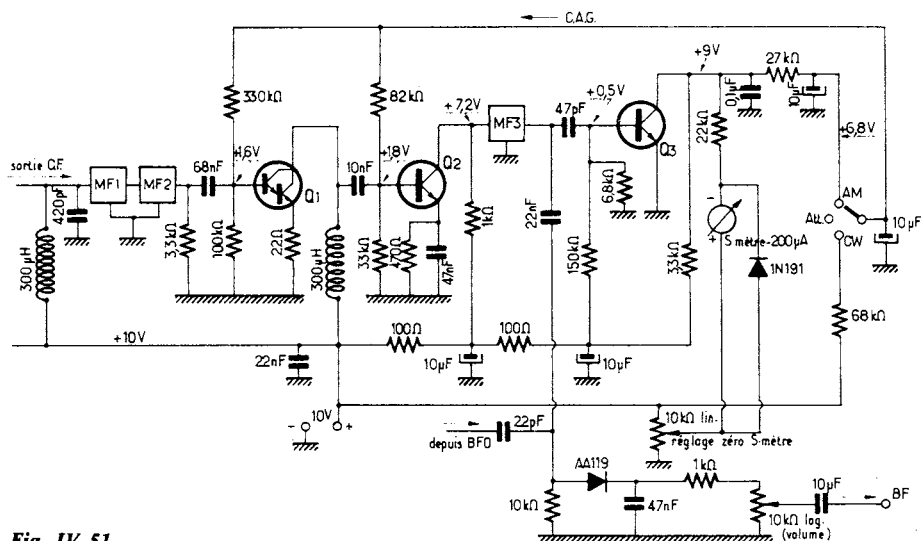 C.A.G.
+9V
27kΩ
330kΩ
82kΩ
+7,2V
47pF
+0,5V
0,1μF
10μF
22kΩ
+6,8V
sortie C.F.
68nF
+1,6V
10nF
+1,8V
MF3
Q3
MF1
MF2
Q1
Q2
6,8kΩ
AM
420pF
1kΩ
22nF
Att.
10μF
CW
S mètre-200μA
1N191
300μH
3,3kΩ
100kΩ
22Ω
300μH
33kΩ
470Ω
47nF
150kΩ
3,3kΩ
68kΩ
+10V
100Ω
100Ω
22nF
10μF
10μF
10V
- +
22pF
depuis BFO
10kΩ lin.
réglage zéro S-mètre
AA119
1kΩ
10μF
BF
10kΩ
47nF
10kΩ log.
(volume)
Fig. IV-51